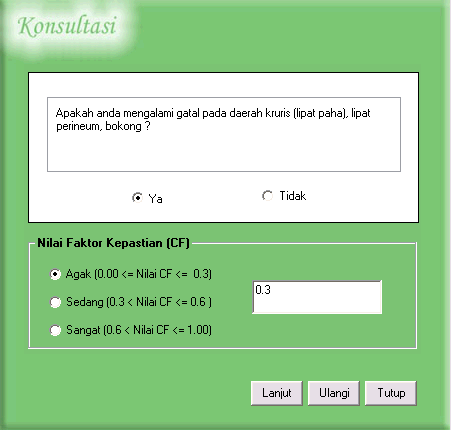 Konsultasi
Apakah anda mengalami gatal pada daerah kruris (lipat paha), lipat
perineum, bokong ?
Ya
Tidak
Nilai Faktor Kepastian (CF)
Agak (0.00 <= Nilai CF <= 0.3)
0.3
Sedang (0.3 < Nilai CF <= 0.6 )
Sangat (0.6 < Nilai CF <= 1.00)
Lanjut
Ulangi
Tutup